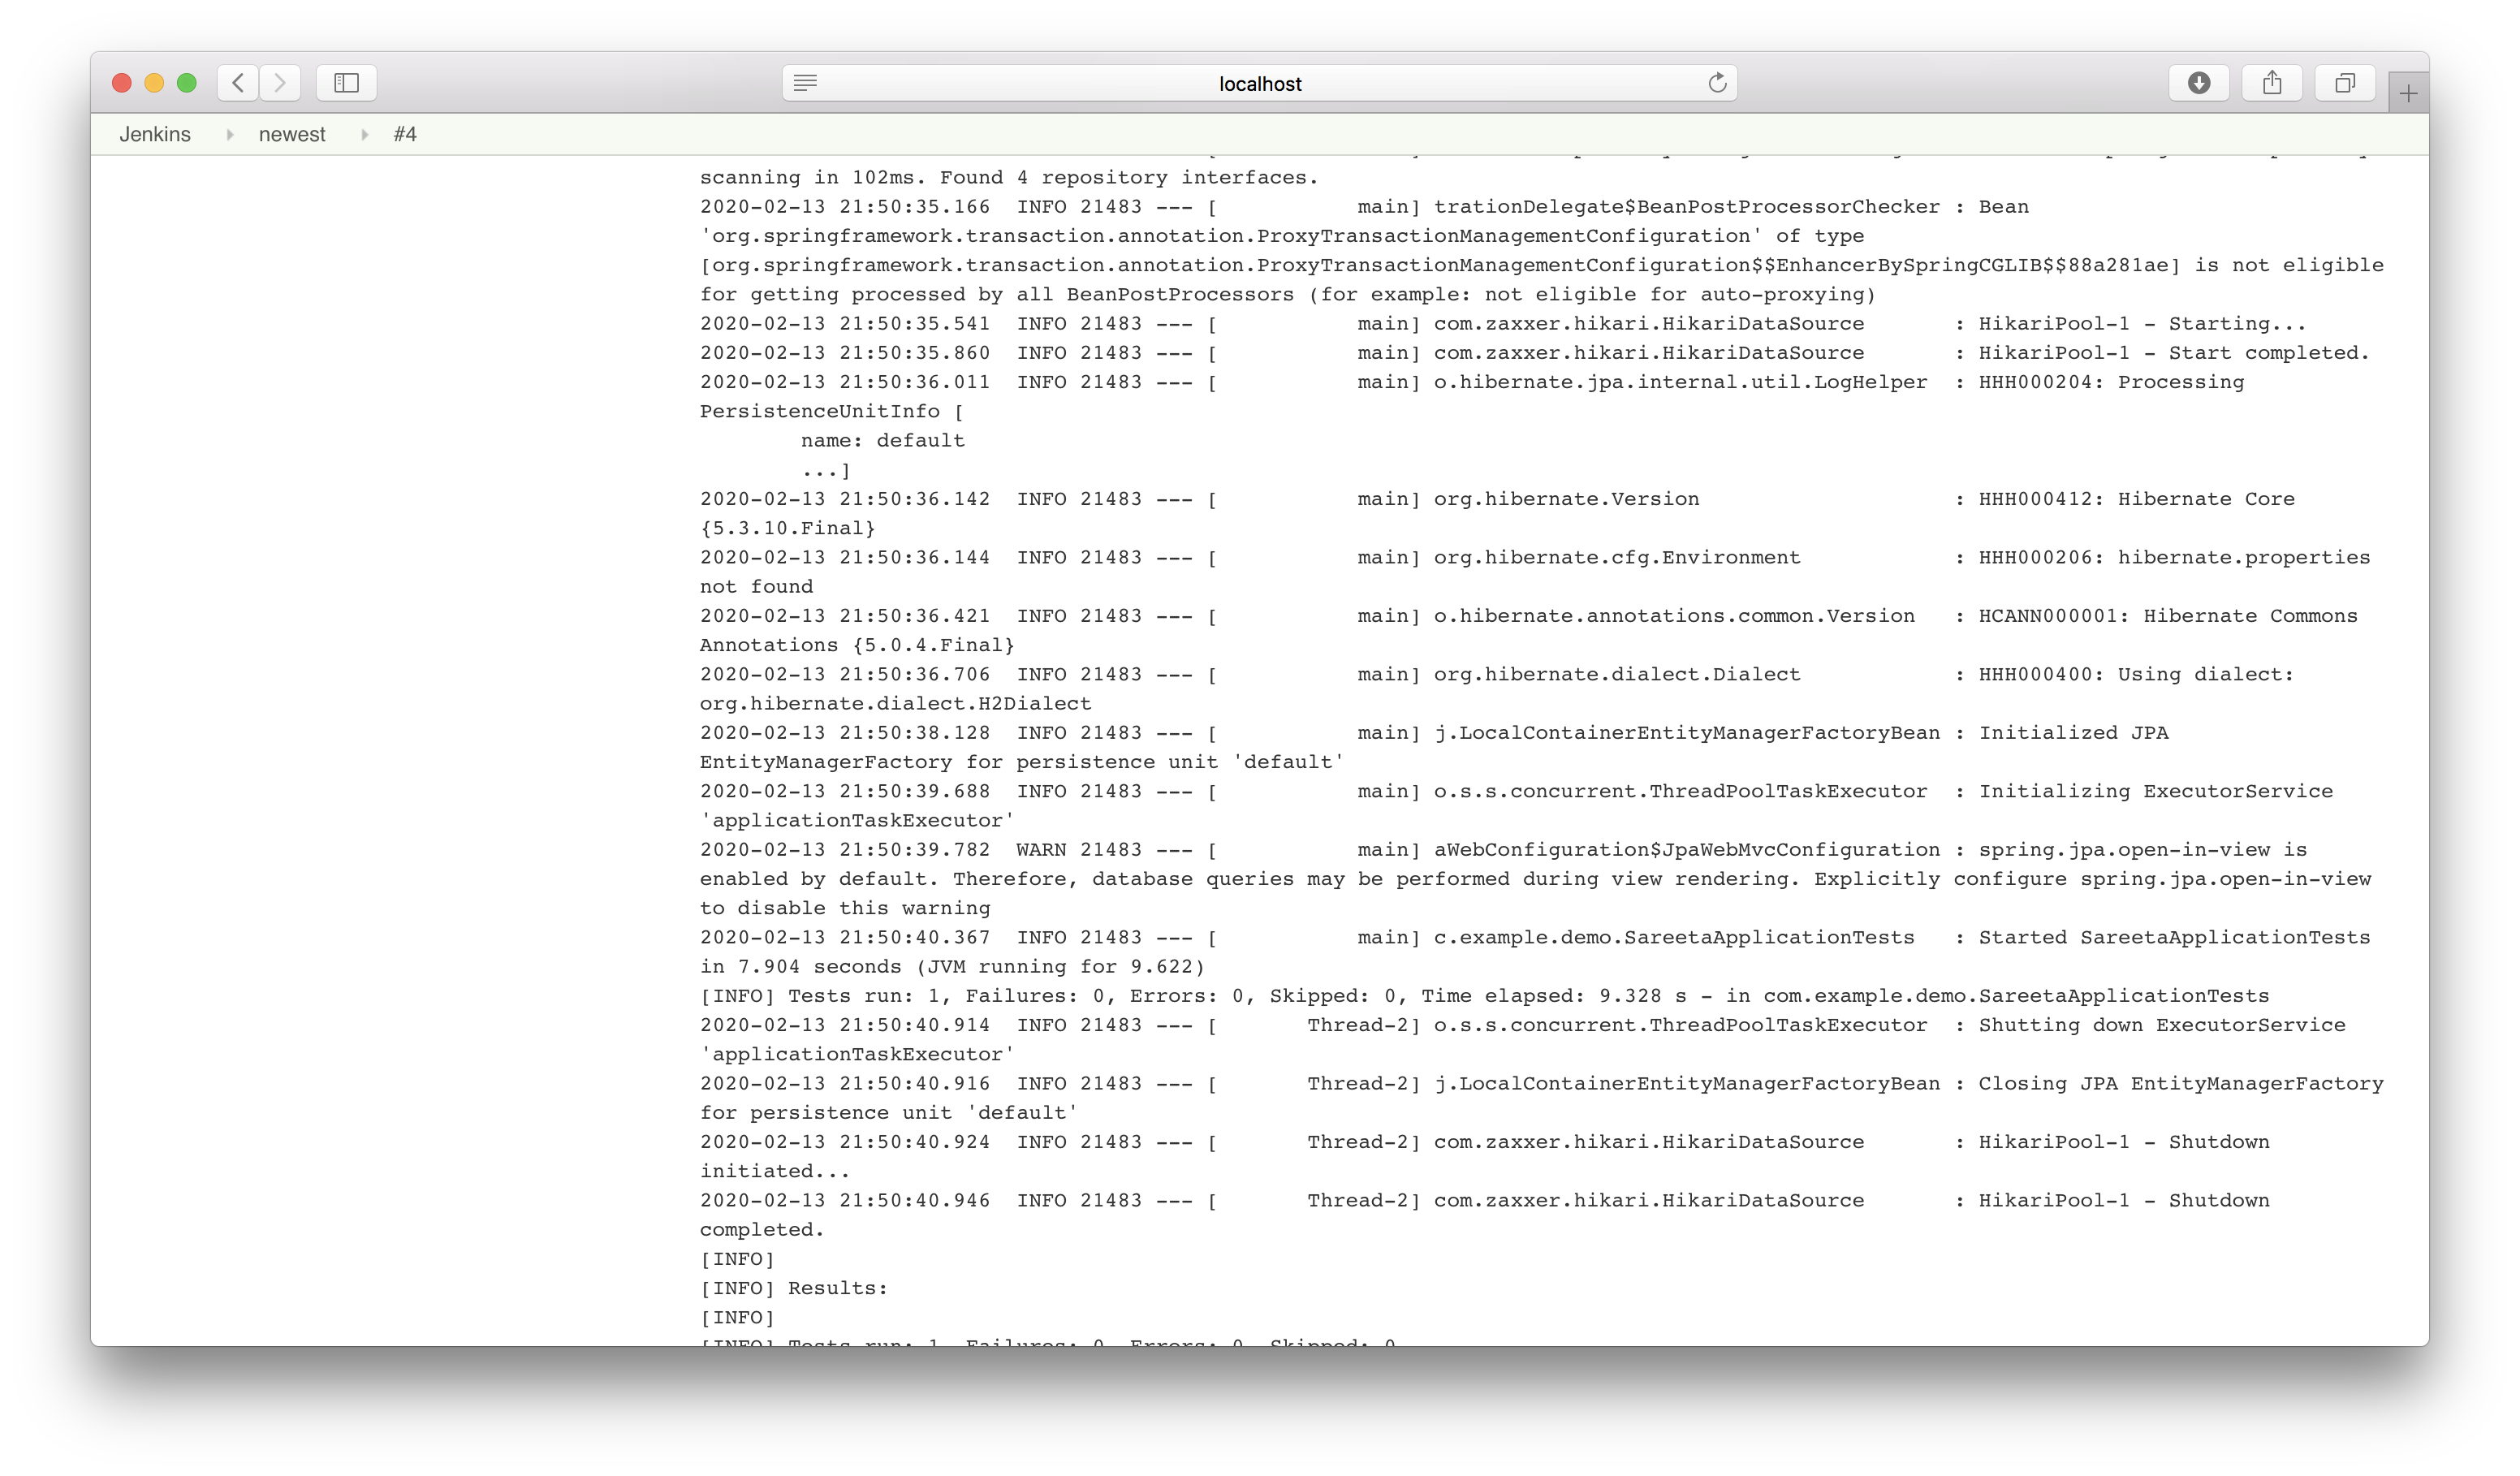 localhost
Jenkins newest #4
scanning in 102ms. Found 4 repository interfaces.
2020-02-13 21:50:35.166  INFO 21483 --- [           main] trationDelegate$BeanPostProcessorChecker : Bean
'org.springframework.transaction.annotation.ProxyTransactionManagementConfiguration' of type
[org.springframework.transaction.annotation.ProxyTransactionManagementConfiguration$$EnhancerBySpringCGLIB$$88a281ae] is not eligible
for getting processed by all BeanPostProcessors (for example: not eligible for auto-proxying)
2020-02-13 21:50:35.541  INFO 21483 --- [           main] com.zaxxer.hikari.HikariDataSource       : HikariPool-1 - Starting...
2020-02-13 21:50:35.860  INFO 21483 --- [           main] com.zaxxer.hikari.HikariDataSource       : HikariPool-1 - Start completed.
2020-02-13 21:50:36.011  INFO 21483 --- [           main] o.hibernate.jpa.internal.util.LogHelper  : HHH000204: Processing
PersistenceUnitInfo [
name: default
...]
2020-02-13 21:50:36.142  INFO 21483 --- [           main] org.hibernate.Version                    : HHH000412: Hibernate Core
{5.3.10.Final}
2020-02-13 21:50:36.144  INFO 21483 --- [           main] org.hibernate.cfg.Environment            : HHH000206: hibernate.properties
not found
2020-02-13 21:50:36.421  INFO 21483 --- [           main] o.hibernate.annotations.common.Version   : HCANN000001: Hibernate Commons
Annotations {5.0.4.Final}
2020-02-13 21:50:36.706  INFO 21483 --- [           main] org.hibernate.dialect.Dialect            : HHH000400: Using dialect:
org.hibernate.dialect.H2Dialect
2020-02-13 21:50:38.128  INFO 21483 --- [           main] j.LocalContainerEntityManagerFactoryBean : Initialized JPA
EntityManagerFactory for persistence unit 'default'
2020-02-13 21:50:39.688  INFO 21483 --- [           main] o.s.s.concurrent.ThreadPoolTaskExecutor  : Initializing ExecutorService
'applicationTaskExecutor'
2020-02-13 21:50:39.782  WARN 21483 --- [           main] aWebConfiguration$JpaWebMvcConfiguration : spring.jpa.open-in-view is
enabled by default. Therefore, database queries may be performed during view rendering. Explicitly configure spring.jpa.open-in-view
to disable this warning
2020-02-13 21:50:40.367  INFO 21483 --- [           main] c.example.demo.SareetaApplicationTests   : Started SareetaApplicationTests
in 7.904 seconds (JVM running for 9.622)
[INFO] Tests run: 1, Failures: 0, Errors: 0, Skipped: 0, Time elapsed: 9.328 s - in com.example.demo.SareetaApplicationTests
2020-02-13 21:50:40.914  INFO 21483 --- [       Thread-2] o.s.s.concurrent.ThreadPoolTaskExecutor  : Shutting down ExecutorService
'applicationTaskExecutor'
2020-02-13 21:50:40.916  INFO 21483 --- [       Thread-2] j.LocalContainerEntityManagerFactoryBean : Closing JPA EntityManagerFactory
for persistence unit 'default'
2020-02-13 21:50:40.924  INFO 21483 --- [       Thread-2] com.zaxxer.hikari.HikariDataSource       : HikariPool-1 - Shutdown
initiated...
2020-02-13 21:50:40.946  INFO 21483 --- [       Thread-2] com.zaxxer.hikari.HikariDataSource       : HikariPool-1 - Shutdown
completed.
[INFO]
[INFO] Results:
[INFO]
[INFO] Tests run: 1, Failures: 0, Errors: 0, Skipped: 0